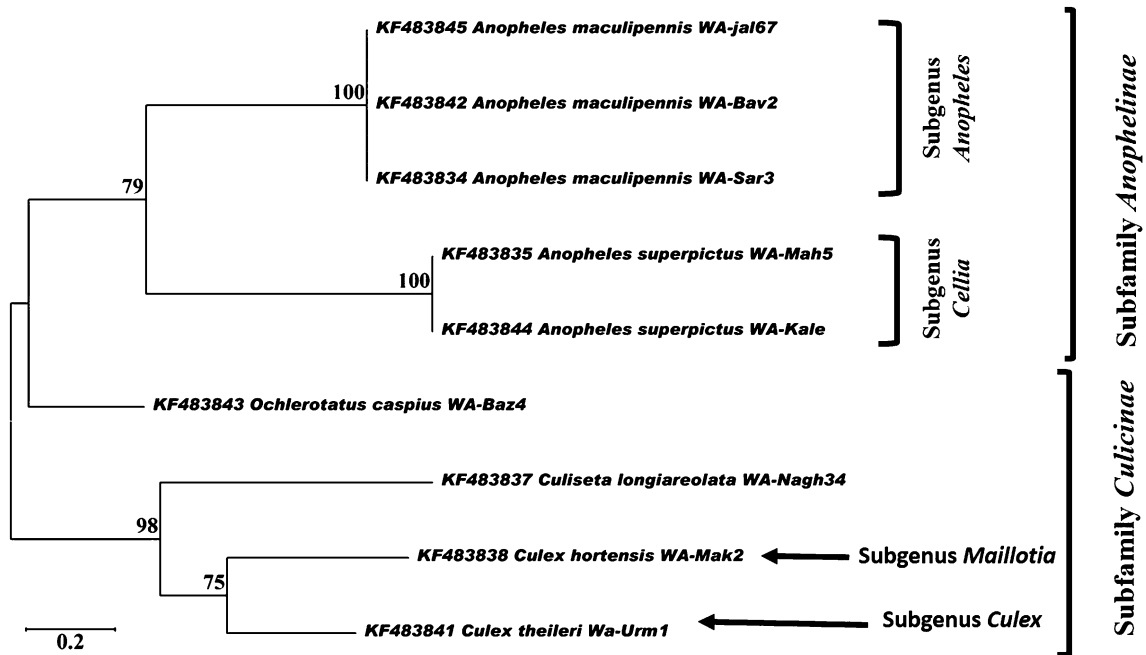 KF483845 Anopheles maculipennis WA-jal67
100
KF483842 Anopheles maculipennis WA-Bav2
KF483834 Anopheles maculipennis WA-Sar3
Subgenus
Anopheles
79
KF483835 Anopheles superpictus WA-Mah5
100
KF483844 Anopheles superpictus WA-Kale
Subgenus
Cellia
Subfamily Anophelinae
KF483843 Ochlerotatus caspius WA-Baz4
KF483837 Culiseta longiareolata WA-Nagh34
98
KF483838 Culex hortensis WA-Mak2
Subgenus Maillotia
75
KF483841 Culex theileri Wa-Urm1
Subgenus Culex
Subfamily Culicinae
0.2